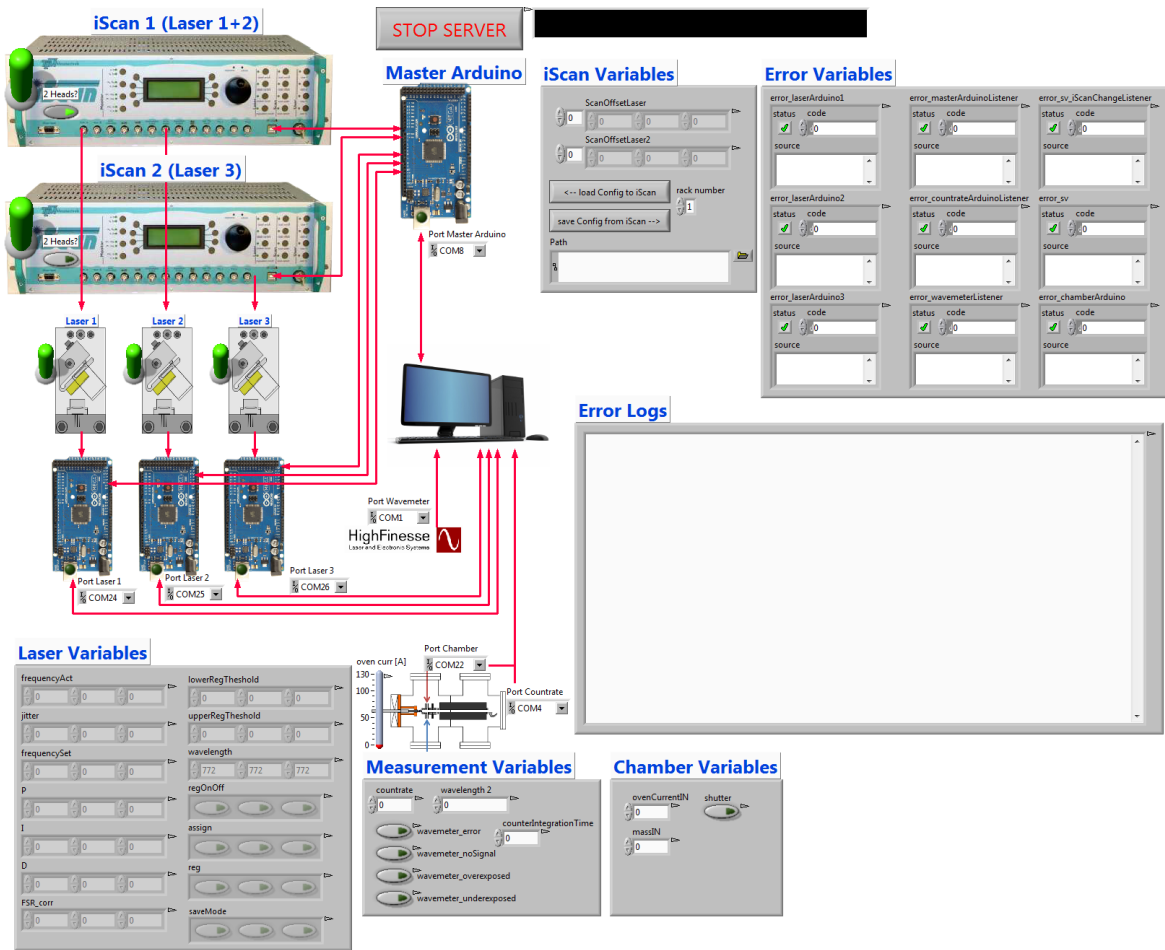 iScan 1 (Laser 1+2)
2 Heads?
iScan 2 (Laser 3)
2 Heads?
STOP SERVER
Master Arduino
Port Master Arduino
COM8
iScan Variables
ScanOffsetLaser
0 0 0 0
ScanOffsetLaser2
0 0 0 0
<-- load Config to iScan
rack number
1
save Config from iScan -->
Path
Error Variables
error_laserArduino1
status code
0
source
error_masterArduinoListener
status code
0
source
error_sv_iScanChangeListener
status code
0
source
error_laserArduino2
status code
0
source
error_countrateArduinoListener
status code
0
source
error_sv
status code
0
source
error_laserArduino3
status code
0
source
error_wavemeterListener
status code
0
source
error_chamberArduino
status code
0
source
Laser 1
Laser 2
Laser 3
Error Logs
Port Wavemeter
COM1
HighFinesse
Laser and Electronic Systems
Port Laser 1
COM24
Port Laser 2
COM25
Port Laser 3
COM26
Laser Variables
frequencyAct
0 0 0
jitter
0 0 0
frequencySet
0 0 0
P
0 0 0
I
0 0 0
D
0 0 0
FSR_corr
0 0 0
lowerRegTheshold
0 0 0
upperRegTheshold
0 0 0
wavelength
772 772 772
regOnOff
assign
reg
saveMode
oven curr [A]
130
100
50
0
Port Chamber
COM22
Port Countrate
COM4
Measurement Variables
countrate
0
wavelength 2
0
wavemeter_error
counterIntegrationTime
0
wavemeter_noSignal
wavemeter_overexposed
wavemeter_underexposed
Chamber Variables
ovenCurrentIN
0
shutter
massIN
0